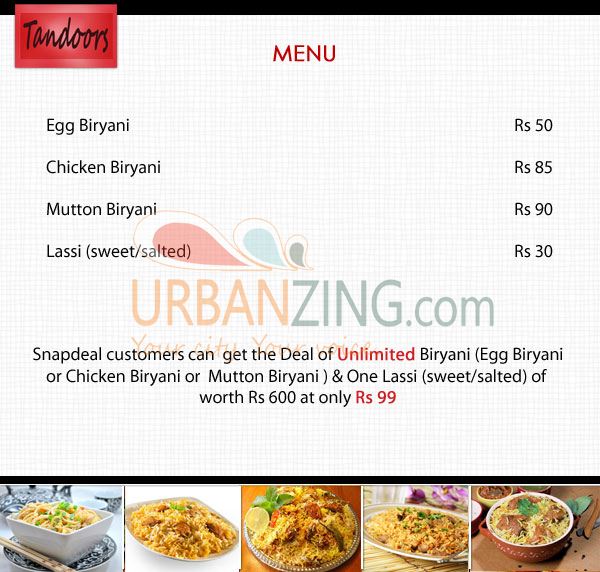 Tandoors
MENU
Egg Biryani Rs 50
Chicken Biryani Rs 85
Mutton Biryani Rs 90
Lassi (sweet/salted) Rs 30
URBANZING.com
Your city. Your voice.
Snapdeal customers can get the Deal of Unlimited Biryani (Egg Biryani
or Chicken Biryani or Mutton Biryani ) & One Lassi (sweet/salted) of
worth Rs 600 at only Rs 99